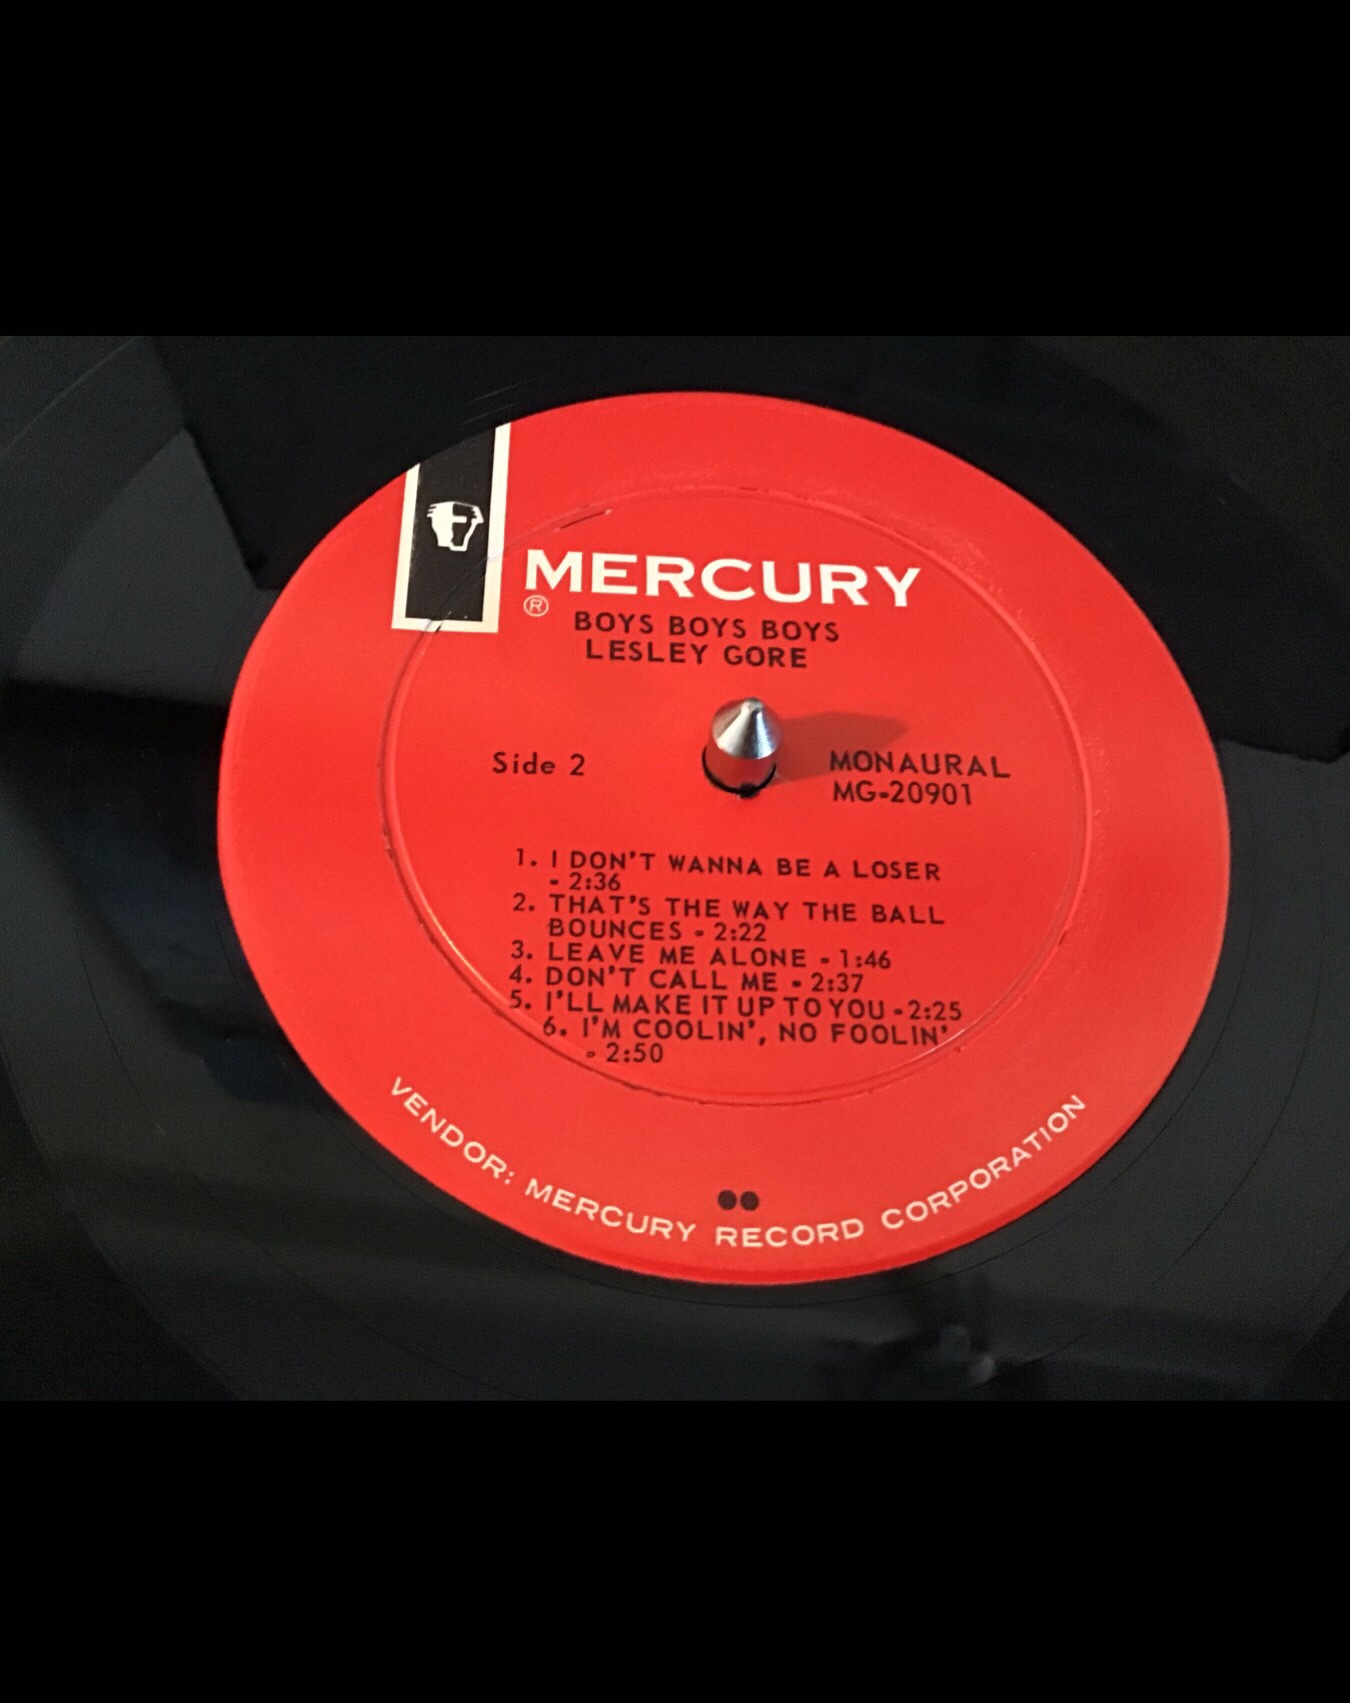 MERCURY
®
BOYS BOYS BOYS
LESLEY GORE
Side 2
MONAURAL
MG-20901
1. I DON'T WANNA BE A LOSER
- 2:36
2. THAT'S THE WAY THE BALL
BOUNCES - 2:22
3. LEAVE ME ALONE - 1:46
4. DON'T CALL ME - 2:37
5. I'LL MAKE IT UP TO YOU - 2:25
6. I'M COOLIN', NO FOOLIN'
- 2:50
VENDOR: MERCURY RECORD CORPORATION